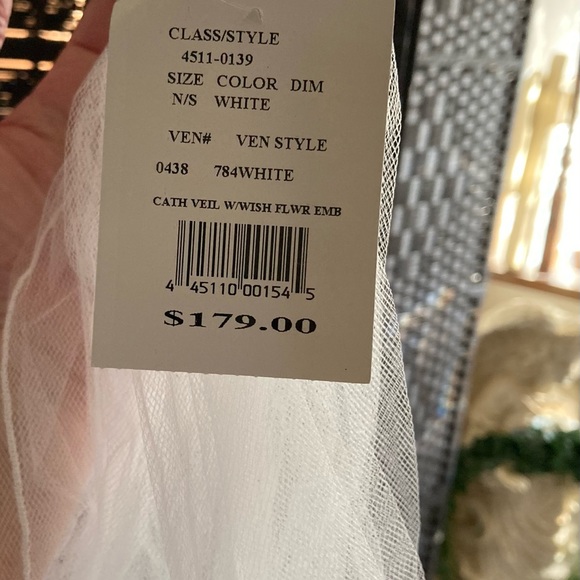 CLASS/STYLE
4511-0139
SIZE COLOR DIM
N/S WHITE
VEN# VEN STYLE
0438 784WHITE
CATH VEIL W/WISH FLWR EMB
4 45110 00154 5
$179.00